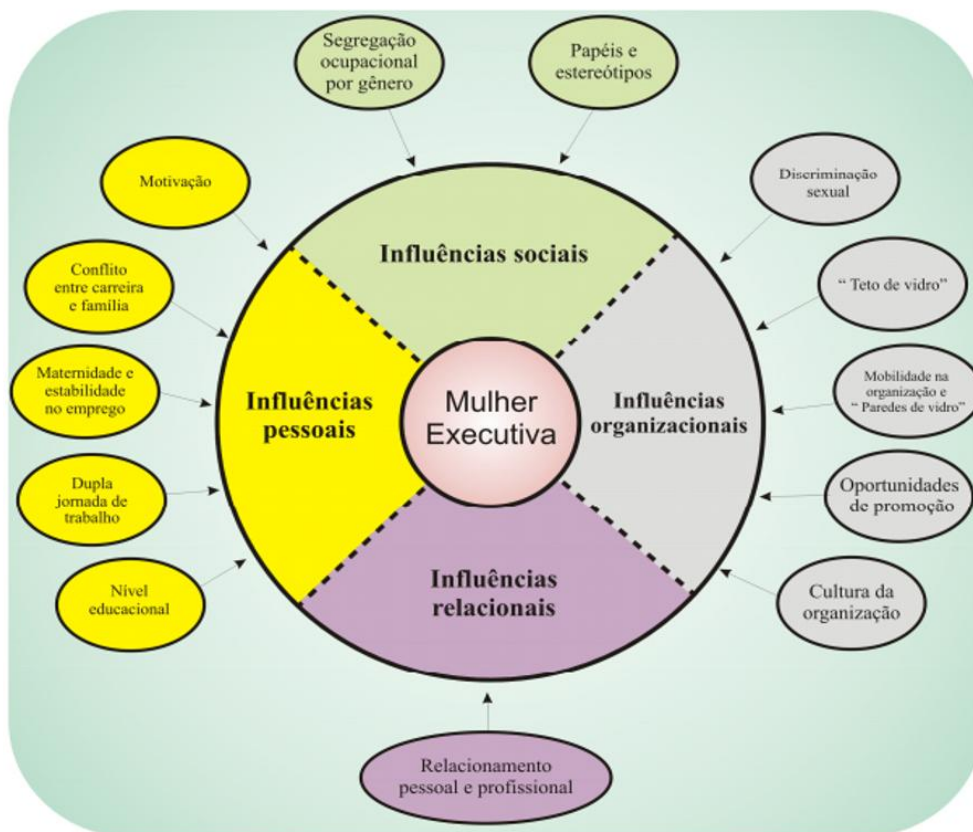 Segregação
ocupacional
por gênero
Papéis e
estereótipos
Motivação
Discriminação
sexual
Conflito
entre carreira
e família
“ Teto de vidro”
Maternidade e
estabilidade
no emprego
Mobilidade na
organização e
“ Paredes de vidro”
Dupla
jornada de
trabalho
Oportunidades
de promoção
Nível
educacional
Cultura da
organização
Influências sociais
Influências
pessoais
Mulher
Executiva
Influências
organizacionais
Influências
relacionais
Relacionamento
pessoal e profissional